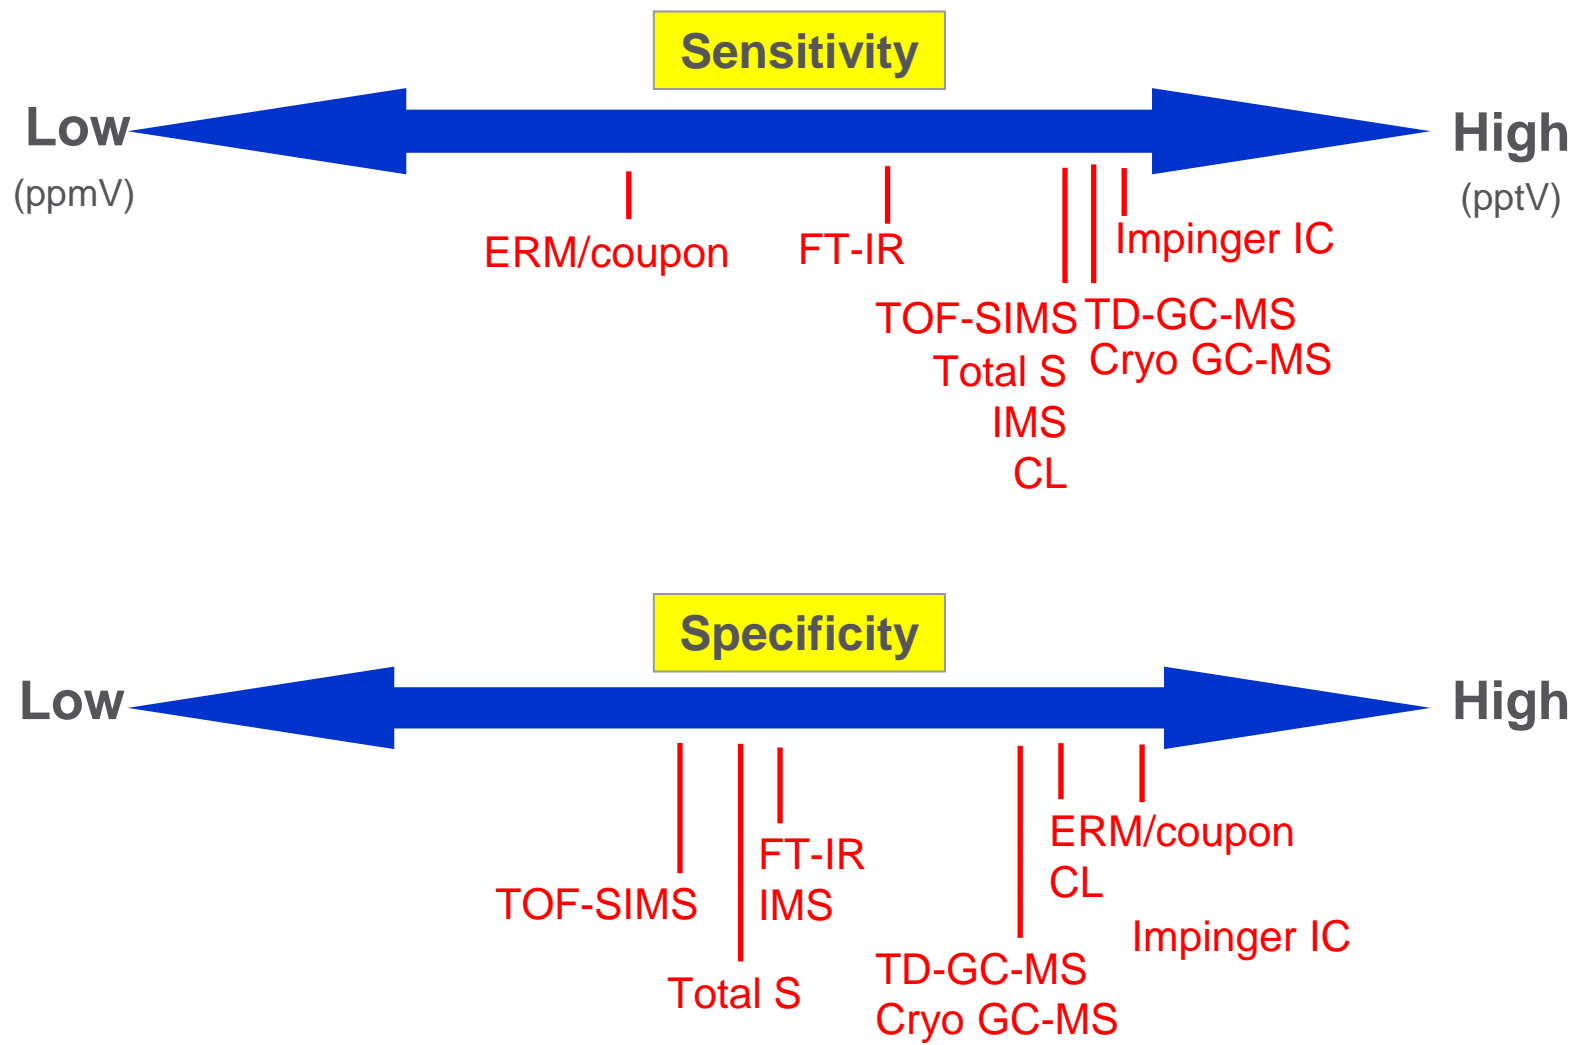 Sensitivity
Low
High
(ppmV)
(pptV)
ERM/coupon
FT-IR
Impinger IC
TOF-SIMS
Total S
IMS
CL
TD-GC-MS
Cryo GC-MS
Specificity
Low
High
TOF-SIMS
Total S
FT-IR
IMS
TD-GC-MS
Cryo GC-MS
ERM/coupon
CL
Impinger IC